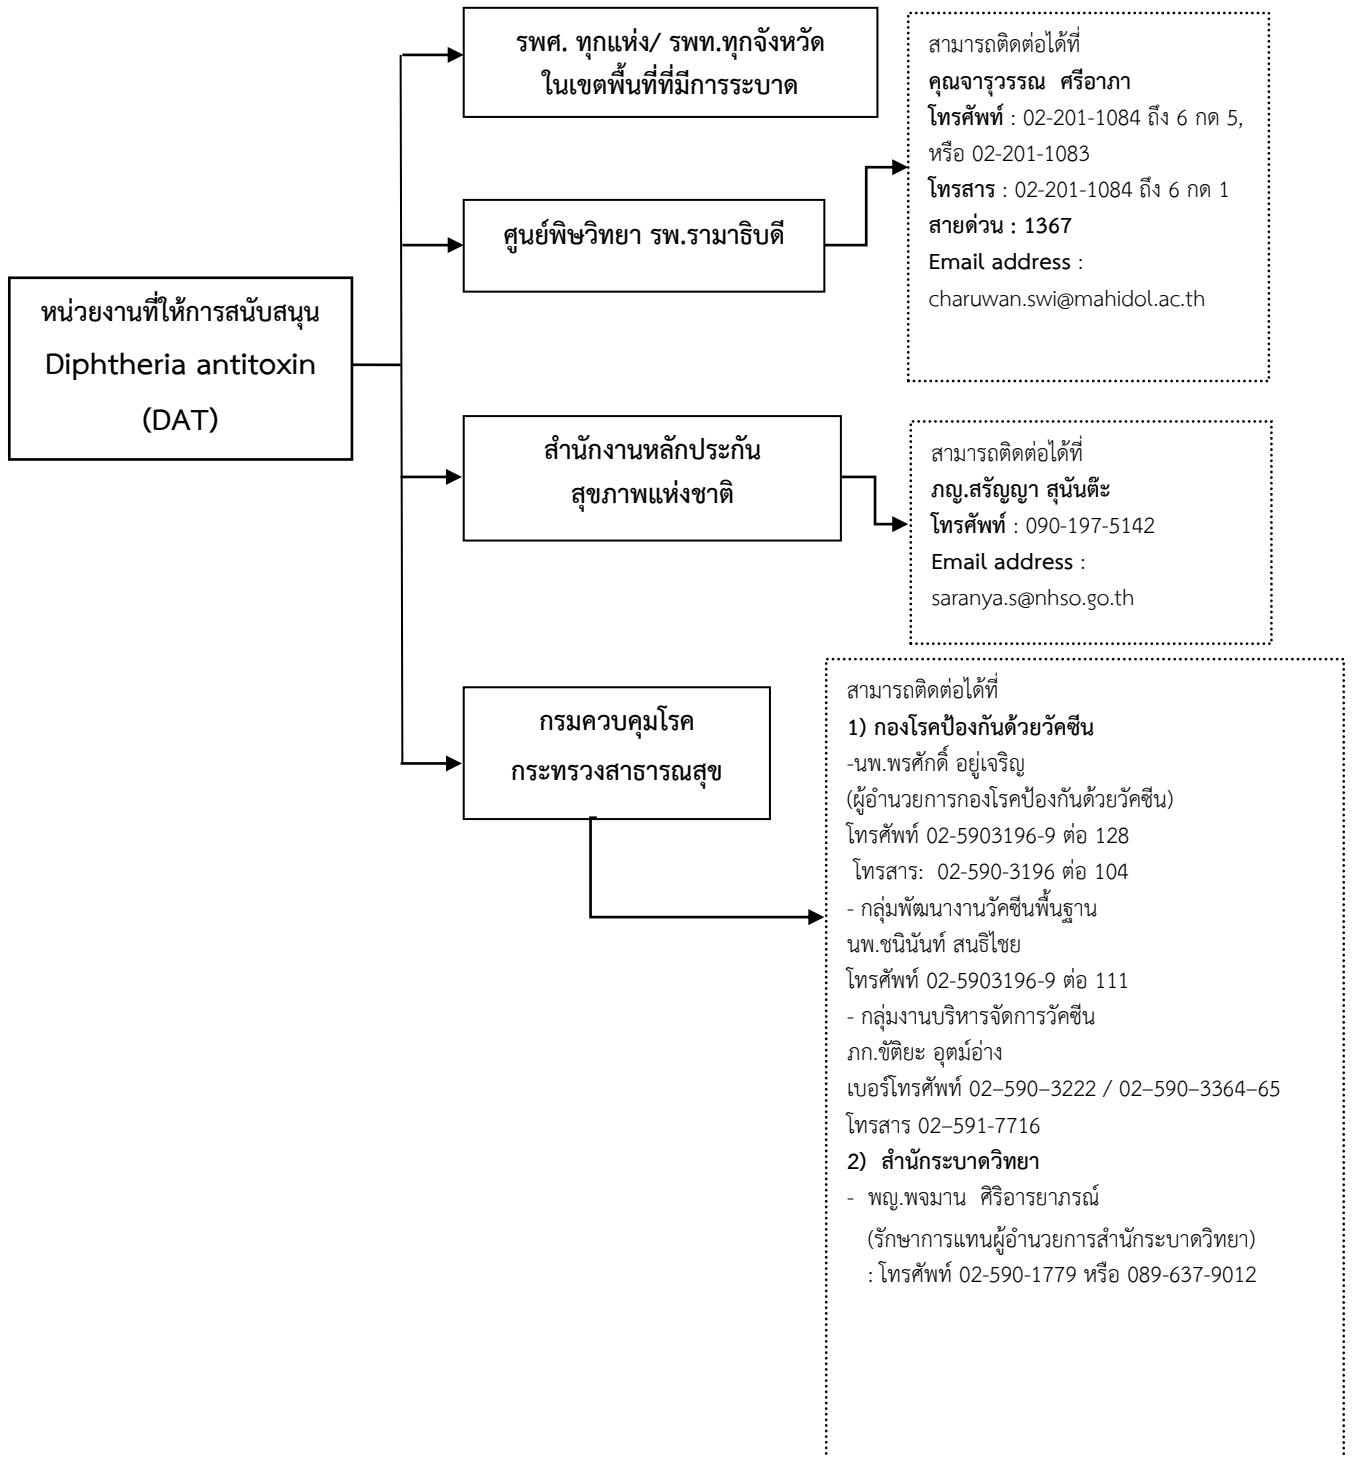 หน่วยงานที่ให้การสนับสนุน
Diphtheria antitoxin
(DAT)
รพศ. ทุกแห่ง/ รพท.ทุกจังหวัด
ในเขตพื้นที่ที่มีการระบาด
ศูนย์พิษวิทยา รพ.รามาธิบดี
สามารถติดต่อได้ที่
คุณจารุวรรณ ศรีอาภา
โทรศัพท์ : 02-201-1084 ถึง 6 กด 5,
หรือ 02-201-1083
โทรสาร : 02-201-1084 ถึง 6 กด 1
สายด่วน : 1367
Email address :
charuwan.swi@mahidol.ac.th
สำนักงานหลักประกัน
สุขภาพแห่งชาติ
สามารถติดต่อได้ที่
ภญ.สรัญญา สุนันต๊ะ
โทรศัพท์ : 090-197-5142
Email address :
saranya.s@nhso.go.th
กรมควบคุมโรค
กระทรวงสาธารณสุข
สามารถติดต่อได้ที่
1) กองโรคป้องกันด้วยวัคซีน
-นพ.พรศักดิ์ อยู่เจริญ
(ผู้อำนวยการกองโรคป้องกันด้วยวัคซีน)
โทรศัพท์ 02-5903196-9 ต่อ 128
โทรสาร: 02-590-3196 ต่อ 104
- กลุ่มพัฒนางานวัคซีนพื้นฐาน
นพ.ชนินันท์ สนธิไชย
โทรศัพท์ 02-5903196-9 ต่อ 111
- กลุ่มงานบริหารจัดการวัคซีน
ภก.ขัติยะ อุตม์อ่าง
เบอร์โทรศัพท์ 02–590–3222 / 02–590–3364–65
โทรสาร 02–591-7716
2) สำนักระบาดวิทยา
- พญ.พจมาน ศิริอารยาภรณ์
(รักษาการแทนผู้อำนวยการสำนักระบาดวิทยา)
: โทรศัพท์ 02-590-1779 หรือ 089-637-9012